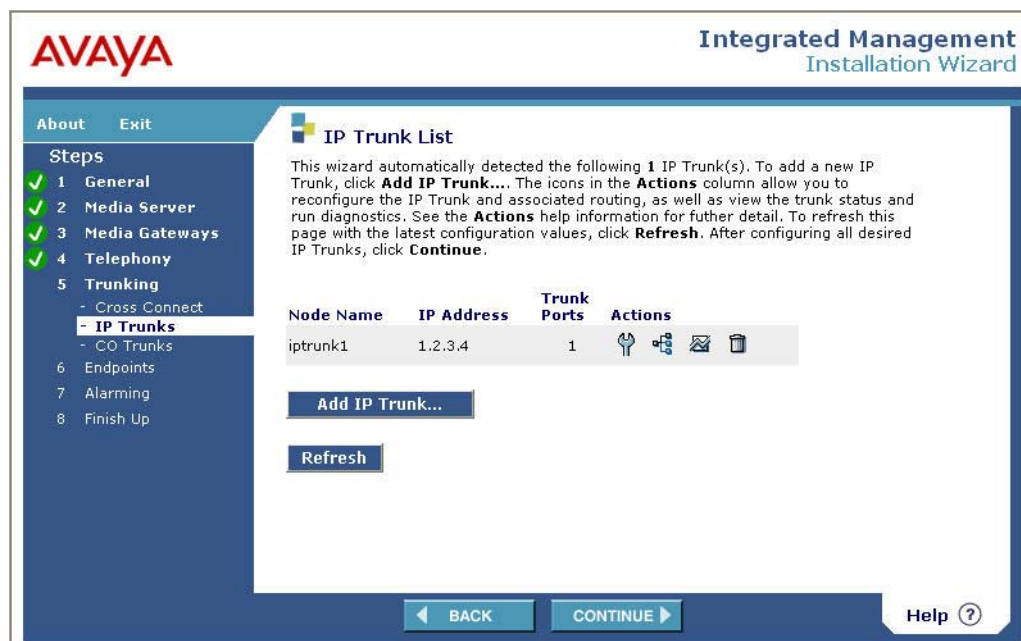 AVAYA
Integrated Management
Installation Wizard
About Exit
Steps
1 General
2 Media Server
3 Media Gateways
4 Telephony
5 Trunking
- Cross Connect
- IP Trunks
- CO Trunks
6 Endpoints
7 Alarming
8 Finish Up
IP Trunk List
This wizard automatically detected the following 1 IP Trunk(s). To add a new IP
Trunk, click Add IP Trunk.... The icons in the Actions column allow you to
reconfigure the IP Trunk and associated routing, as well as view the trunk status and
run diagnostics. See the Actions help information for futher detail. To refresh this
page with the latest configuration values, click Refresh. After configuring all desired
IP Trunks, click Continue.
Node Name IP Address Trunk Ports Actions
iptrunk1 1.2.3.4 1
Add IP Trunk...
Refresh
BACK CONTINUE
Help ?